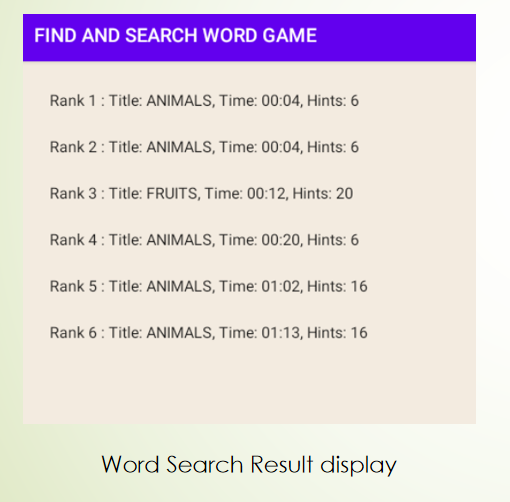 FIND AND SEARCH WORD GAME
Rank 1 : Title: ANIMALS, Time: 00:04, Hints: 6
Rank 2 : Title: ANIMALS, Time: 00:04, Hints: 6
Rank 3 : Title: FRUITS, Time: 00:12, Hints: 20
Rank 4 : Title: ANIMALS, Time: 00:20, Hints: 6
Rank 5 : Title: ANIMALS, Time: 01:02, Hints: 16
Rank 6 : Title: ANIMALS, Time: 01:13, Hints: 16
Word Search Result display